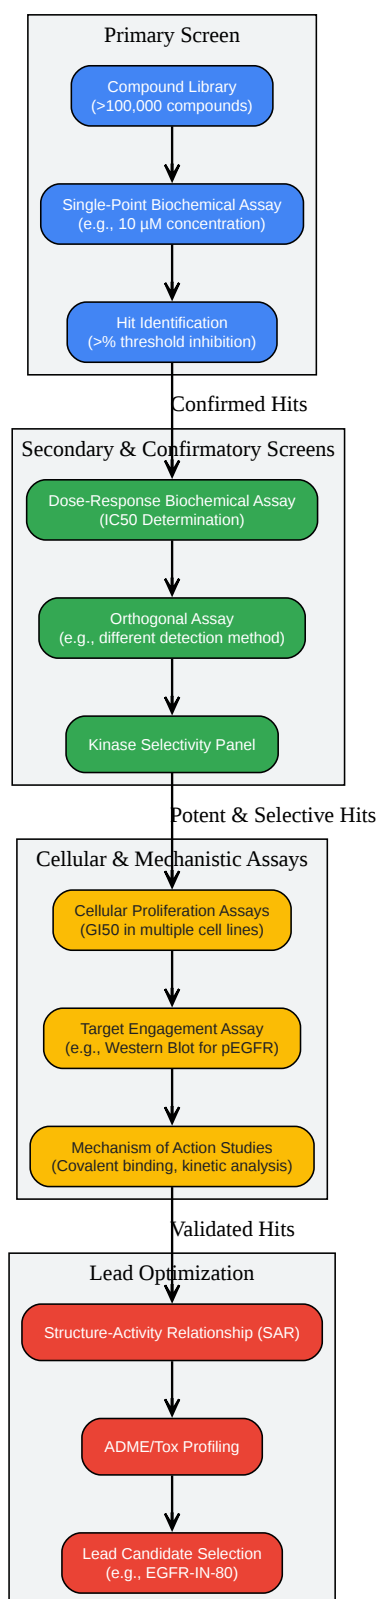 Primary Screen
Compound Library
(>100,000 compounds)
Single-Point Biochemical Assay
(e.g., 10 µM concentration)
Hit Identification
(>% threshold inhibition)
Confirmed Hits
Secondary & Confirmatory Screens
Dose-Response Biochemical Assay
(IC50 Determination)
Orthogonal Assay
(e.g., different detection method)
Kinase Selectivity Panel
Potent & Selective Hits
Cellular & Mechanistic Assays
Cellular Proliferation Assays
(GI50 in multiple cell lines)
Target Engagement Assay
(e.g., Western Blot for pEGFR)
Mechanism of Action Studies
(Covalent binding, kinetic analysis)
Validated Hits
Lead Optimization
Structure-Activity Relationship (SAR)
ADME/Tox Profiling
Lead Candidate Selection
(e.g., EGFR-IN-80)